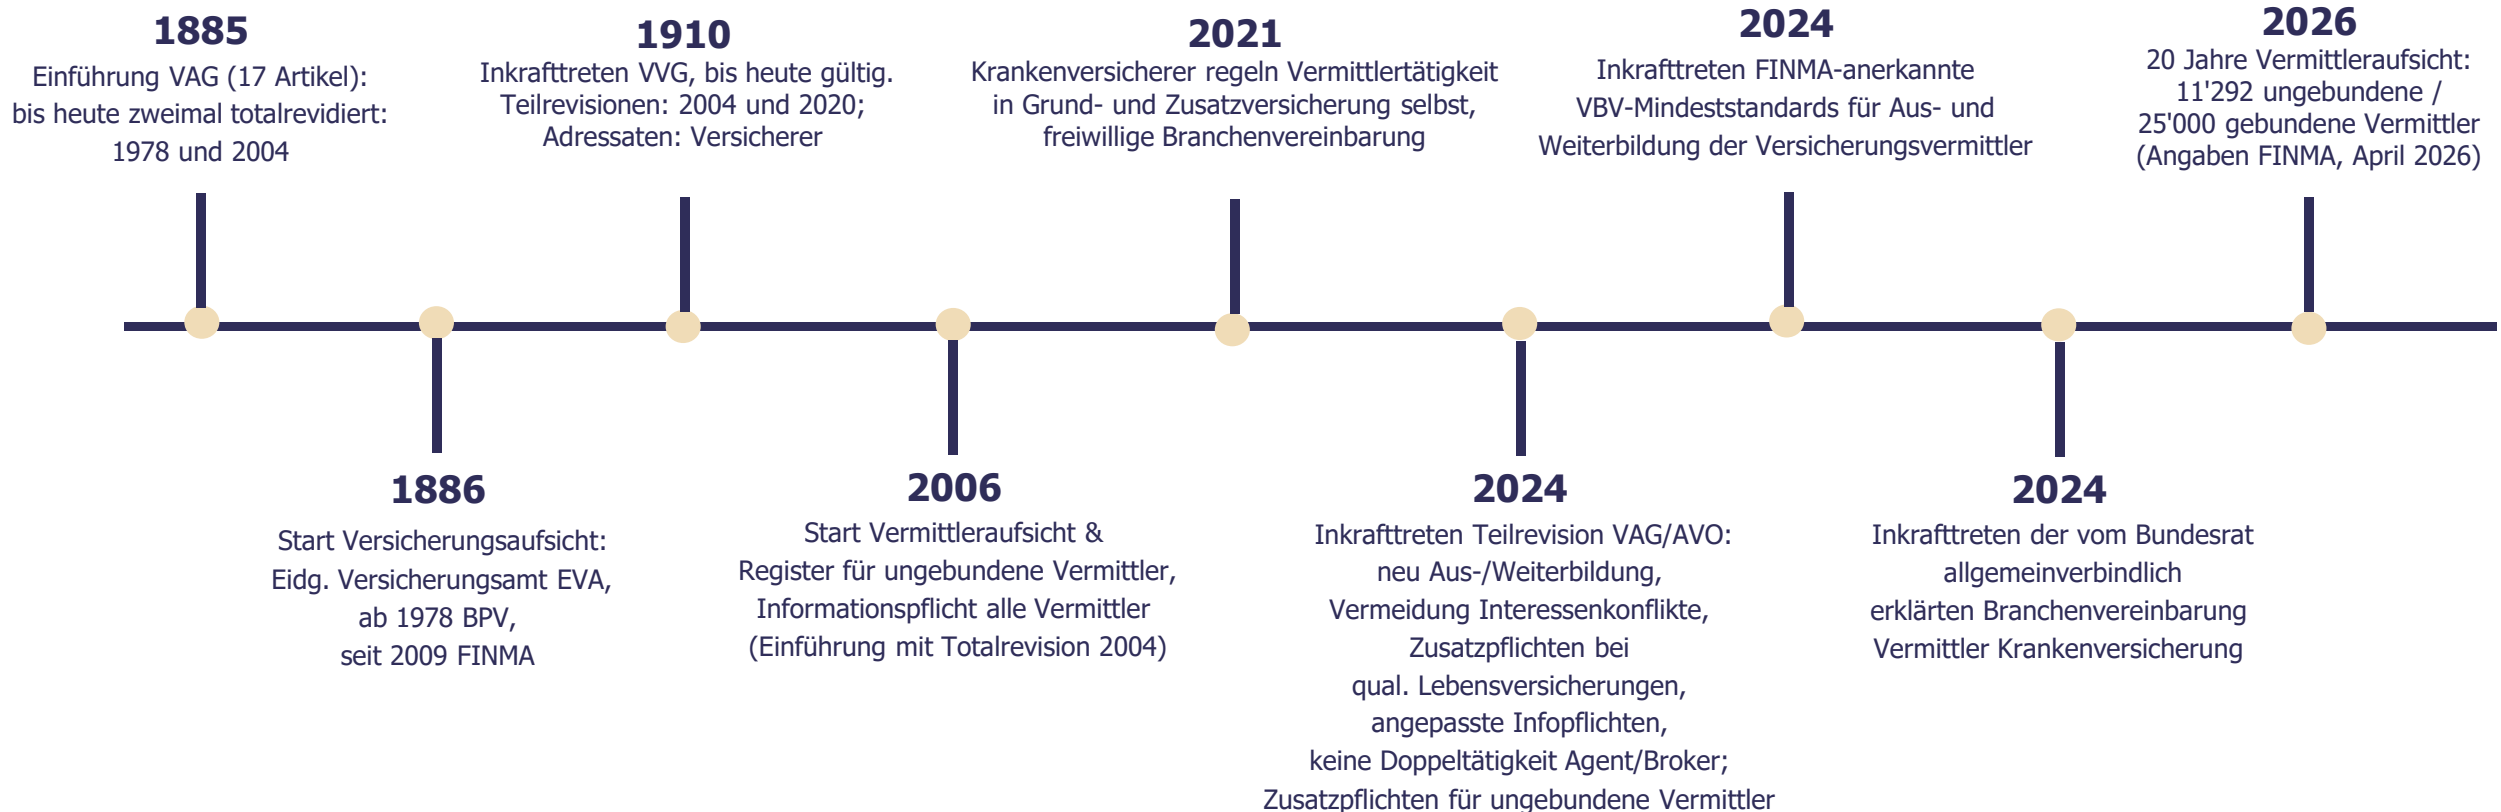 1885
Einführung VAG (17 Artikel):
bis heute zweimal totalrevidiert:
1978 und 2004
1910
Inkrafttreten VVG, bis heute gültig.
Teilrevisionen: 2004 und 2020;
Adressaten: Versicherer
2021
Krankenversicherer regeln Vermittlertätigkeit
in Grund- und Zusatzversicherung selbst,
freiwillige Branchenvereinbarung
2024
Inkrafttreten FINMA-anerkannte
VBV-Mindeststandards für Aus- und
Weiterbildung der Versicherungsvermittler
2026
20 Jahre Vermittleraufsicht:
11'292 ungebundene /
25'000 gebundene Vermittler
(Angaben FINMA, April 2026)
1886
Start Versicherungsaufsicht:
Eidg. Versicherungsamt EVA,
ab 1978 BPV,
seit 2009 FINMA
2006
Start Vermittleraufsicht &
Register für ungebundene Vermittler,
Informationspflicht alle Vermittler
(Einführung mit Totalrevision 2004)
2024
Inkrafttreten Teilrevision VAG/AVO:
neu Aus-/Weiterbildung,
Vermeidung Interessenkonflikte,
Zusatzpflichten bei
qual. Lebensversicherungen,
angepasste Infopflichten,
keine Doppeltätigkeit Agent/Broker;
Zusatzpflichten für ungebundene Vermittler
2024
Inkrafttreten der vom Bundesrat
allgemeinverbindlich
erklärten Branchenvereinbarung
Vermittler Krankenversicherung